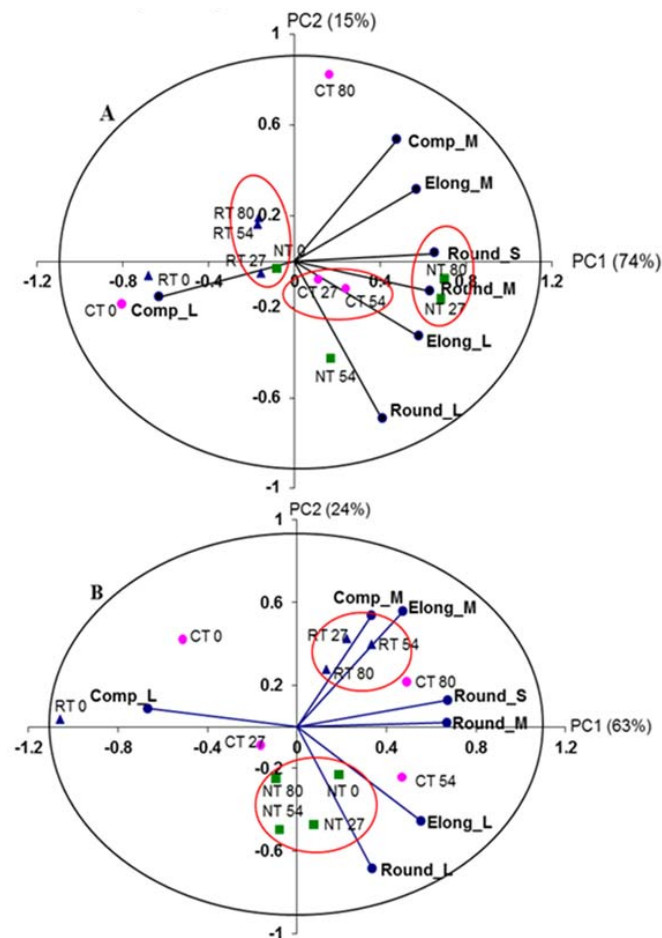 PC2 (15%)
1
A
CT 80
0.6
Comp_M
Elong_M
0.2
RT 80
RT 54
Round_S
NT 0
RT 27
NT 80
PC1 (74%)
-1.2
-0.8
0
0.4
0.8
1.2
RT 0
CT 27
Round_M
-0.2
CT 54
NT 27
CT 0
Comp_L
Elong_L
NT 54
-0.6
Round_L
-1
PC2 (24%)
1
B
Comp_M
Elong_M
0.6
CT 0
RT 27
RT 54
RT 80
CT 80
0.2
Comp_L
Round_S
RT 0
Round_M
PC1 (63%)
-1.2
-0.8
-0.4
0
0.4
0.8
1.2
CT 27
-0.2
NT 80
NT 0
CT 54
NT 54
NT 27
Elong_L
-0.6
Round_L
-1